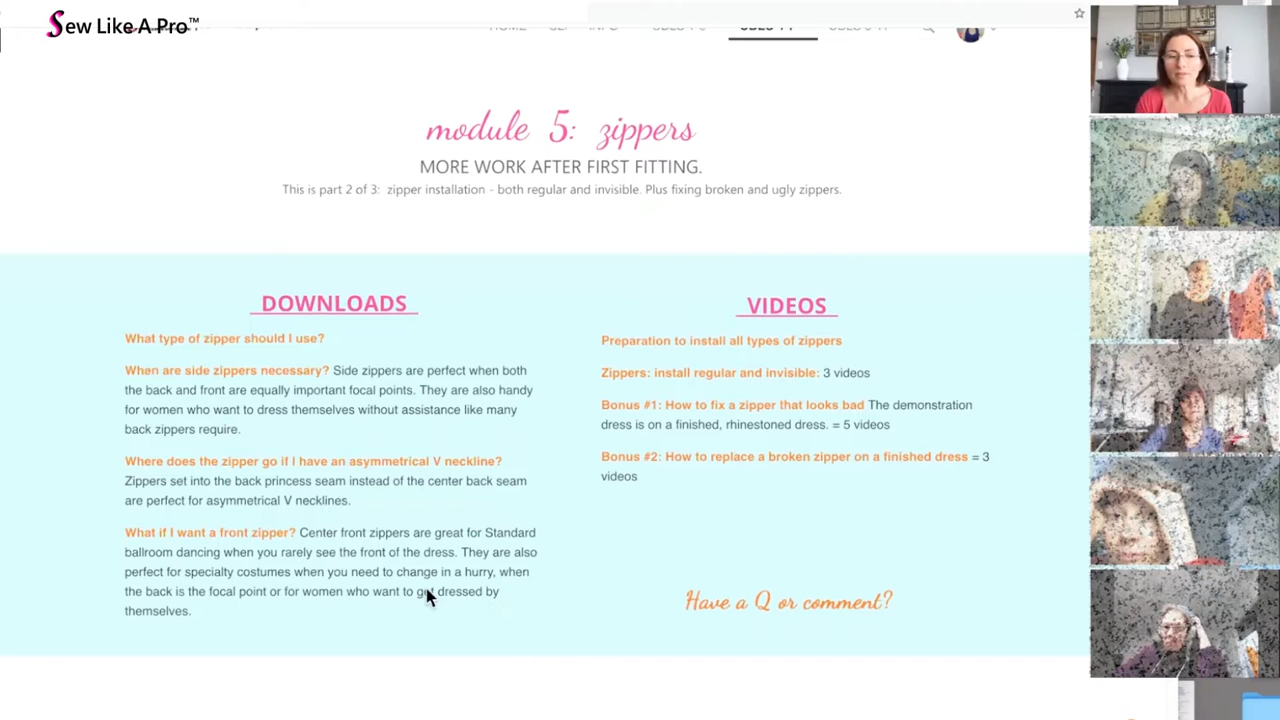 Sew Like A Pro™
module 5: zippers
MORE WORK AFTER FIRST FITTING.
This is part 2 of 3: zipper installation - both regular and invisible. Plus fixing broken and ugly zippers.
DOWNLOADS
What type of zipper should I use?
When are side zippers necessary? Side zippers are perfect when both
the back and front are equally important focal points. They are also handy
for women who want to dress themselves without assistance like many
back zippers require.
Where does the zipper go if I have an asymmetrical V neckline?
Zippers set into the back princess seam instead of the center back seam
are perfect for asymmetrical V necklines.
What if I want a front zipper? Center front zippers are great for Standard
ballroom dancing when you rarely see the front of the dress. They are also
perfect for specialty costumes when you need to change in a hurry, when
the back is the focal point or for women who want to get dressed by
themselves.
VIDEOS
Preparation to install all types of zippers
Zippers: install regular and invisible: 3 videos
Bonus #1: How to fix a zipper that looks bad The demonstration
dress is on a finished, rhinestoned dress. = 5 videos
Bonus #2: How to replace a broken zipper on a finished dress = 3
videos
Have a Q or comment?